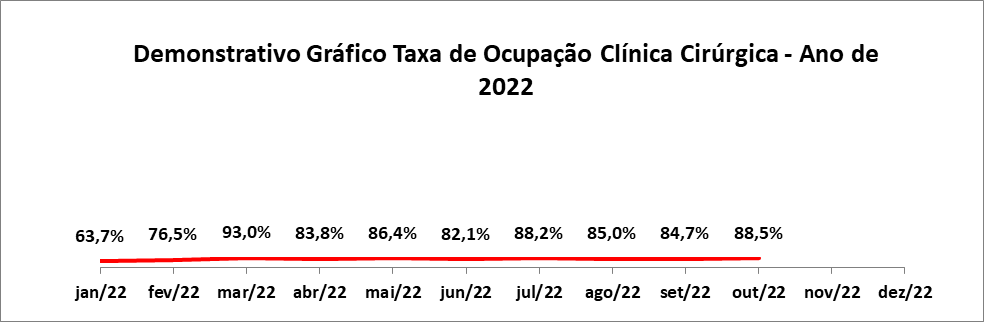 Demonstrativo Gráfico Taxa de Ocupação Clínica Cirúrgica - Ano de
2022
63,7% 76,5% 93,0% 83,8% 86,4% 82,1% 88,2% 85,0% 84,7% 88,5%
jan/22 fev/22 mar/22 abr/22 mai/22 jun/22 jul/22 ago/22 set/22 out/22 nov/22 dez/22